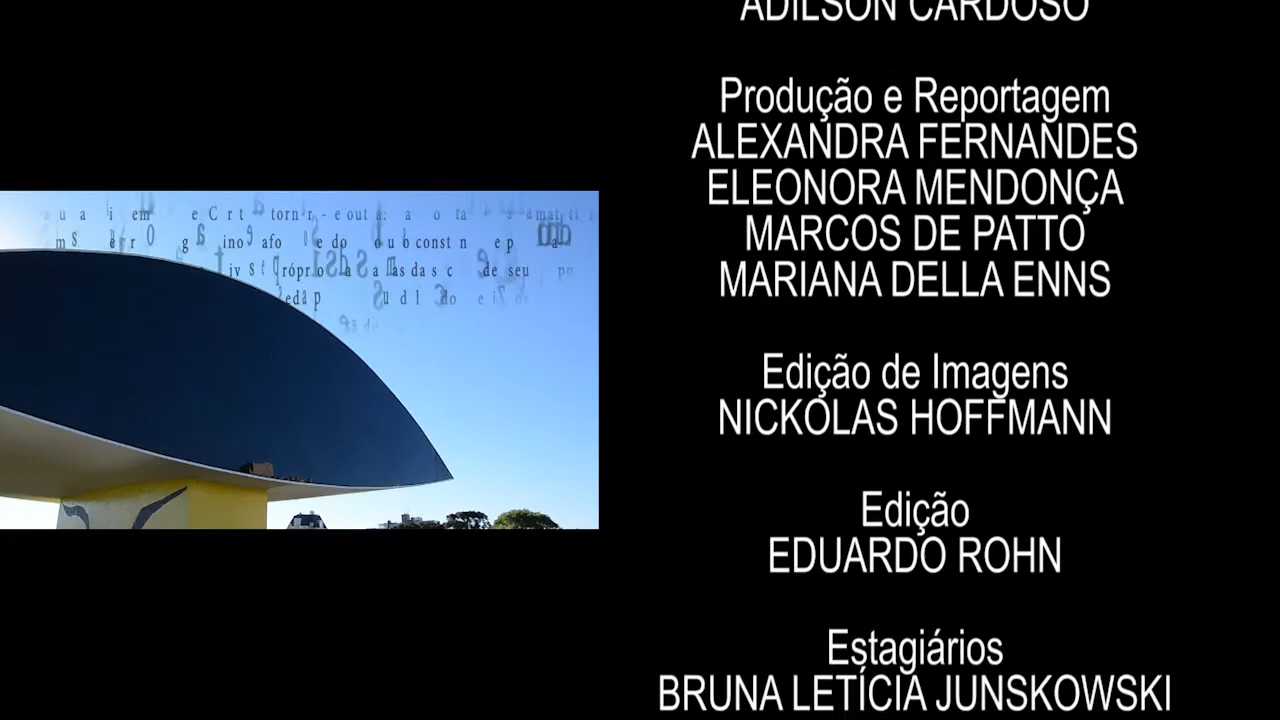 ADILSON CARDOSO
Produção e Reportagem
ALEXANDRA FERNANDES
ELEONORA MENDONÇA
MARCOS DE PATTO
MARIANA DELLA ENNS
Edição de Imagens
NICKOLAS HOFFMANN
Edição
EDUARDO ROHN
Estagiários
BRUNA LETÍCIA JUNSKOWSKI